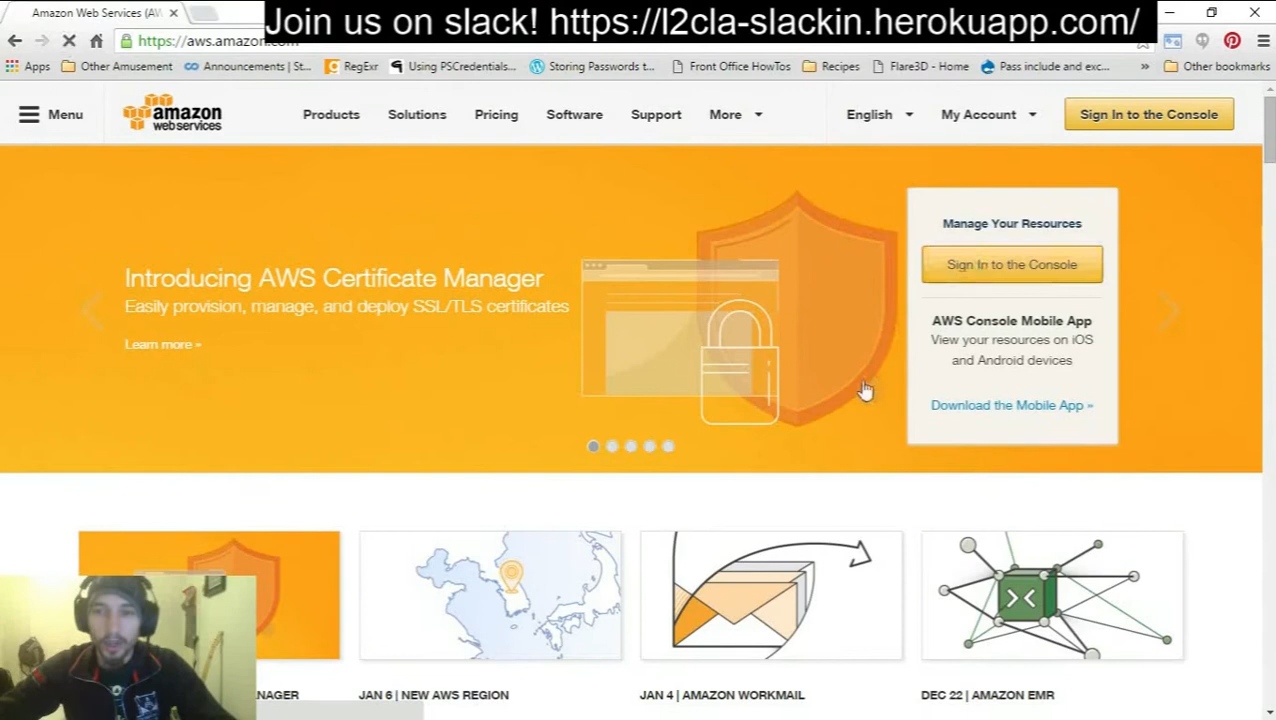 Amazon Web Services (AW
Join us on slack! https://l2cla-slackin.herokuapp.com/
https://aws.amazon.com
Apps Other Amusement Announcements | St... RegExr Using PSCredentials... Storing Passwords t... Front Office HowTos Recipes Flare3D - Home Pass include and exc... » Other bookmarks
Menu amazon webservices Products Solutions Pricing Software Support More English My Account Sign In to the Console
Introducing AWS Certificate Manager
Easily provision, manage, and deploy SSL/TLS certificates
Learn more »
Manage Your Resources
Sign In to the Console
AWS Console Mobile App
View your resources on iOS
and Android devices
Download the Mobile App »
NAGER JAN 6 | NEW AWS REGION JAN 4 | AMAZON WORKMAIL DEC 22 | AMAZON EMR